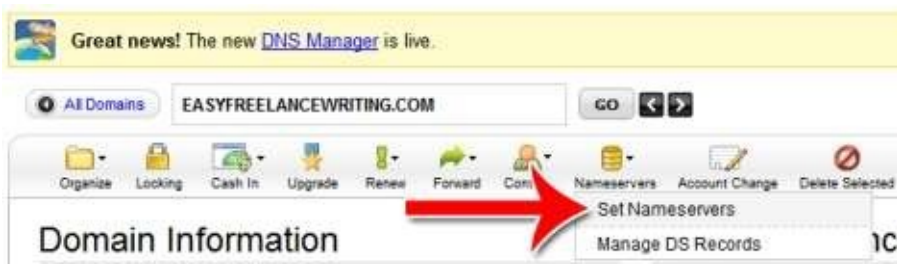 Great news! The new DNS Manager is live.
All Domains EASYFREELANCEWRITING.COM GO
Organize Locking Cash In Upgrade Renew Forward Nameservers Account Change Delete Selected
Set Nameservers
Domain Information
Manage DS Records